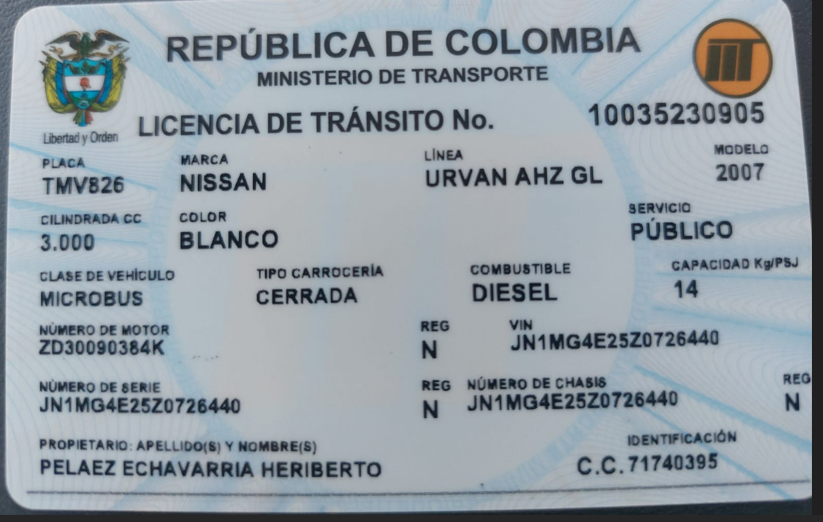 REPÚBLICA DE COLOMBIA
MINISTERIO DE TRANSPORTE
Libertad y Orden
LICENCIA DE TRÁNSITO No. 10035230905
PLACA MARCA LÍNEA MODELO
TMV826 NISSAN URVAN AHZ GL 2007
CILINDRADA CC COLOR SERVICIO
3.000 BLANCO PÚBLICO
CLASE DE VEHÍCULO TIPO CARROCERÍA COMBUSTIBLE CAPACIDAD Kg/PSJ
MICROBUS CERRADA DIESEL 14
NÚMERO DE MOTOR REG VIN
ZD30090384K N JN1MG4E25Z0726440
NÚMERO DE SERIE REG NÚMERO DE CHASIS REG
JN1MG4E25Z0726440 N JN1MG4E25Z0726440 N
PROPIETARIO: APELLIDO(S) Y NOMBRE(S) IDENTIFICACIÓN
PELAEZ ECHAVARRIA HERIBERTO C.C. 71740395